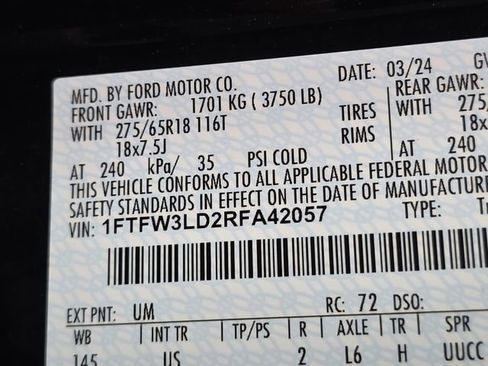 MFD. BY FORD MOTOR CO.
DATE: 03/24
FRONT GAWR: 1701 KG ( 3750 LB)
REAR GAWR:
WITH 275/65R18 116T TIRES 275/
18x7.5J RIMS 18x
AT 240 kPa/ 35 PSI COLD AT 240
THIS VEHICLE CONFORMS TO ALL APPLICABLE FEDERAL MOTOR
SAFETY STANDARDS IN EFFECT ON THE DATE OF MANUFACTURE
VIN: 1FTFW3LD2RFA42057
EXT PNT: UM RC: 72 DSO:
WB INT TR TP/PS R AXLE TR SPR
145 US 2 L6 H UUCC